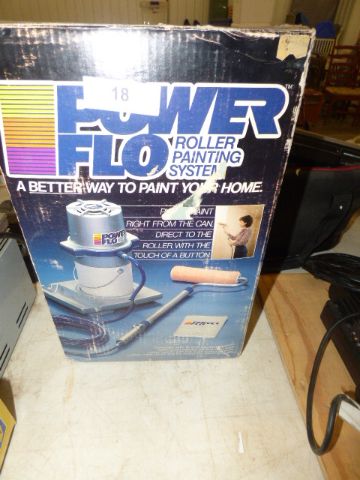 18
POWER
FLO
™
ROLLER
PAINTING
SYSTEM
A BETTER WAY TO PAINT YOUR HOME.
PAINT
RIGHT FROM THE CAN
DIRECT TO THE
ROLLER WITH THE
TOUCH OF A BUTTON
POWER
FLO